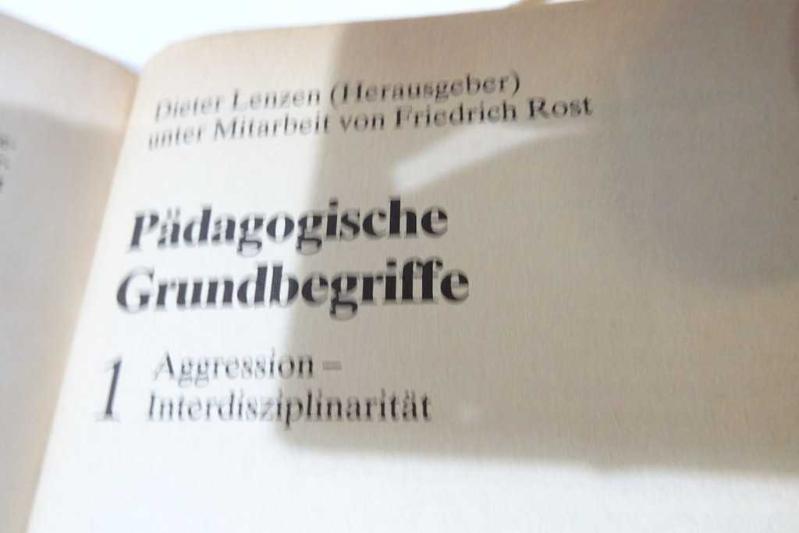 Dieter Lenzen (Herausgeber)
unter Mitarbeit von Friedrich Rost
Pädagogische
Grundbegriffe
1 Aggression –
Interdisziplinarität